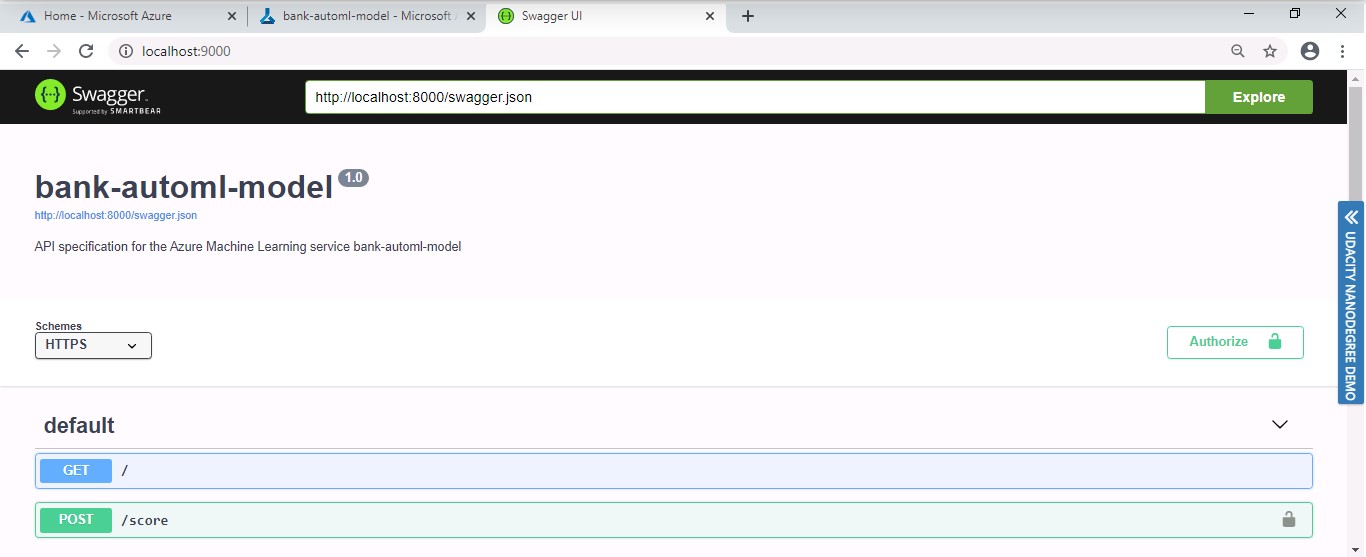 Home - Microsoft Azure
bank-automl-model - Microsoft
Swagger UI
localhost:9000
Swagger
Supported by SMARTBEAR
http://localhost:8000/swagger.json
Explore
bank-automl-model 1.0
http://localhost:8000/swagger.json
API specification for the Azure Machine Learning service bank-automl-model
UDACITY NANODEGREE DEMO
Schemes
HTTPS
Authorize
default
GET /
POST /score